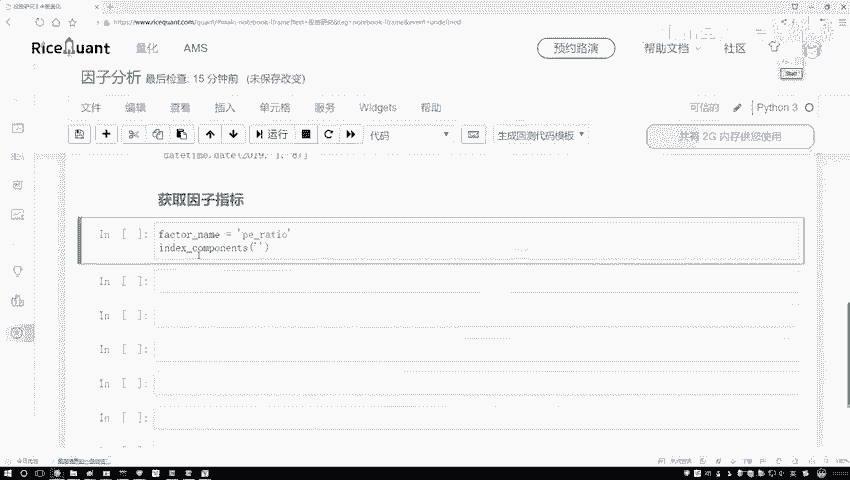 https://www.ricequant.com/quant/
RiceQuant 量化 AMS 预约路演 帮助文档 社区
因子分析 最后检查: 15 分钟前 (未保存改变)
文件 编辑 查看 插入 单元格 服务 Widgets 帮助 可信的 Python 3
运行 代码 生成回测代码模板 共有 2G 内存供您使用
datetime.date(2019, 1, 8)]
获取因子指标
In [ ]: factor_name = 'pe_ratio'
index_components('')
In [ ]:
In [ ]:
In [ ]:
In [ ]:
In [ ]: